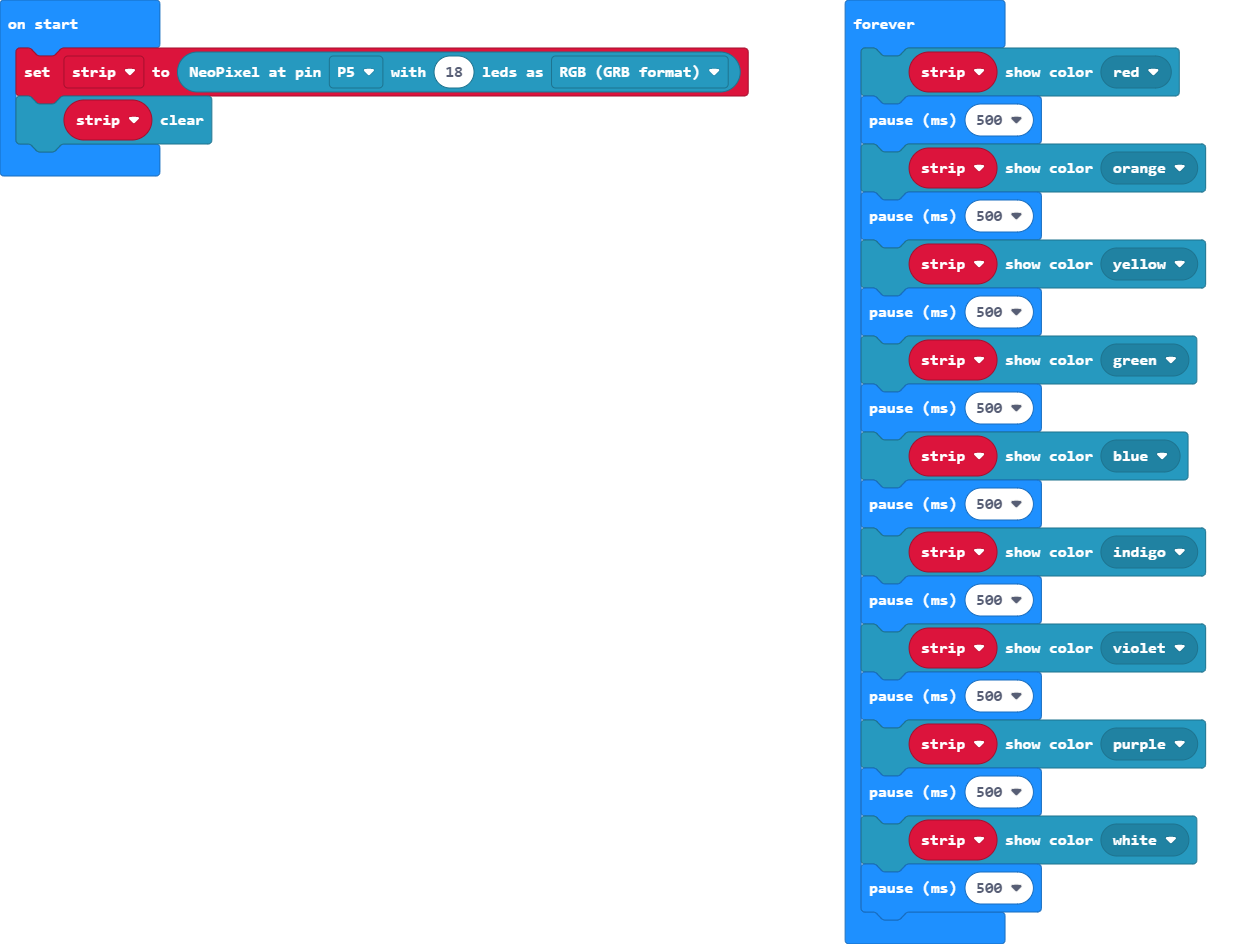 on start
set strip to NeoPixel at pin P5 with 18 leds as RGB (GRB format)
strip clear
forever
strip show color red
pause (ms) 500
strip show color orange
pause (ms) 500
strip show color yellow
pause (ms) 500
strip show color green
pause (ms) 500
strip show color blue
pause (ms) 500
strip show color indigo
pause (ms) 500
strip show color violet
pause (ms) 500
strip show color purple
pause (ms) 500
strip show color white
pause (ms) 500